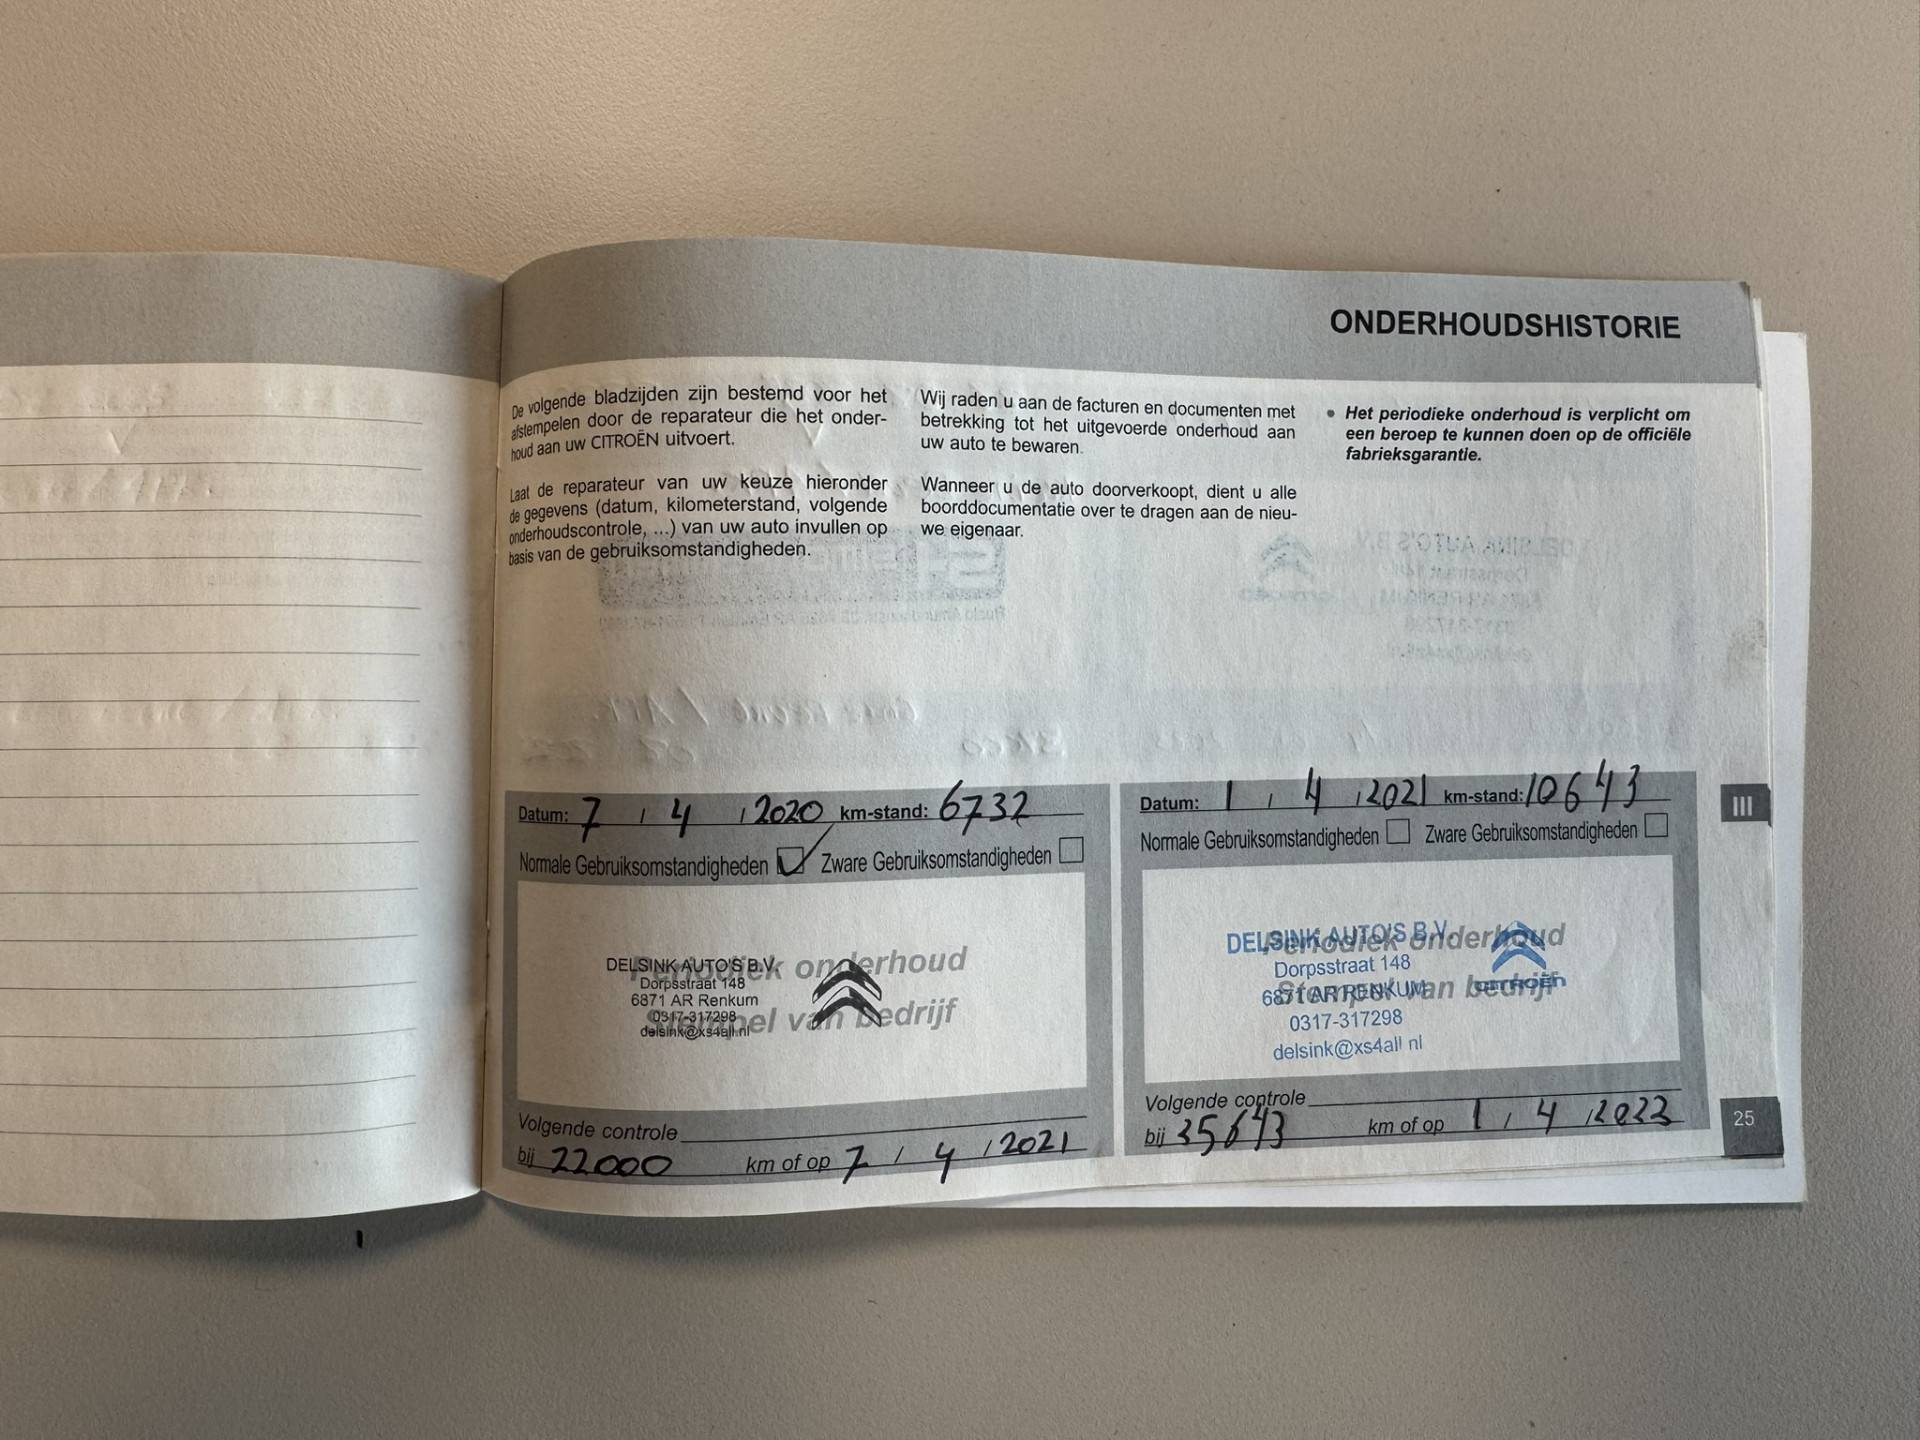 ONDERHOUDSHISTORIE
De volgende bladzijden zijn bestemd voor het
afstempelen door de reparateur die het onder-
houd aan uw CITROËN uitvoert.
Laat de reparateur van uw keuze hieronder
de gegevens (datum, kilometerstand, volgende
onderhoudscontrole, ...) van uw auto invullen op
basis van de gebruiksomstandigheden.
Wij raden u aan de facturen en documenten met
betrekking tot het uitgevoerde onderhoud aan
uw auto te bewaren.
Wanneer u de auto doorverkoopt, dient u alle
boorddocumentatie over te dragen aan de nieu-
we eigenaar.
• Het periodieke onderhoud is verplicht om
een beroep te kunnen doen op de officiële
fabrieksgarantie.
Datum: 7 / 4 / 2020 km-stand: 6732
Normale Gebruiksomstandigheden Zware Gebruiksomstandigheden
Periodiek onderhoud
Stempel van bedrijf
DELSINK AUTO'S B.V.
Dorpsstraat 148
6871 AR Renkum
0317-317298
delsink@xs4all.nl
Volgende controle
bij 22000 km of op 7 / 4 / 2021
Datum: 1 / 4 / 2021 km-stand: 10643
Normale Gebruiksomstandigheden Zware Gebruiksomstandigheden
Periodiek onderhoud
Stempel van bedrijf
DELSINK AUTO'S B.V.
Dorpsstraat 148
6871 AR RENKUM
0317-317298
delsink@xs4all nl
CITROËN
Volgende controle
bij 35643 km of op 1 / 4 /
III
25